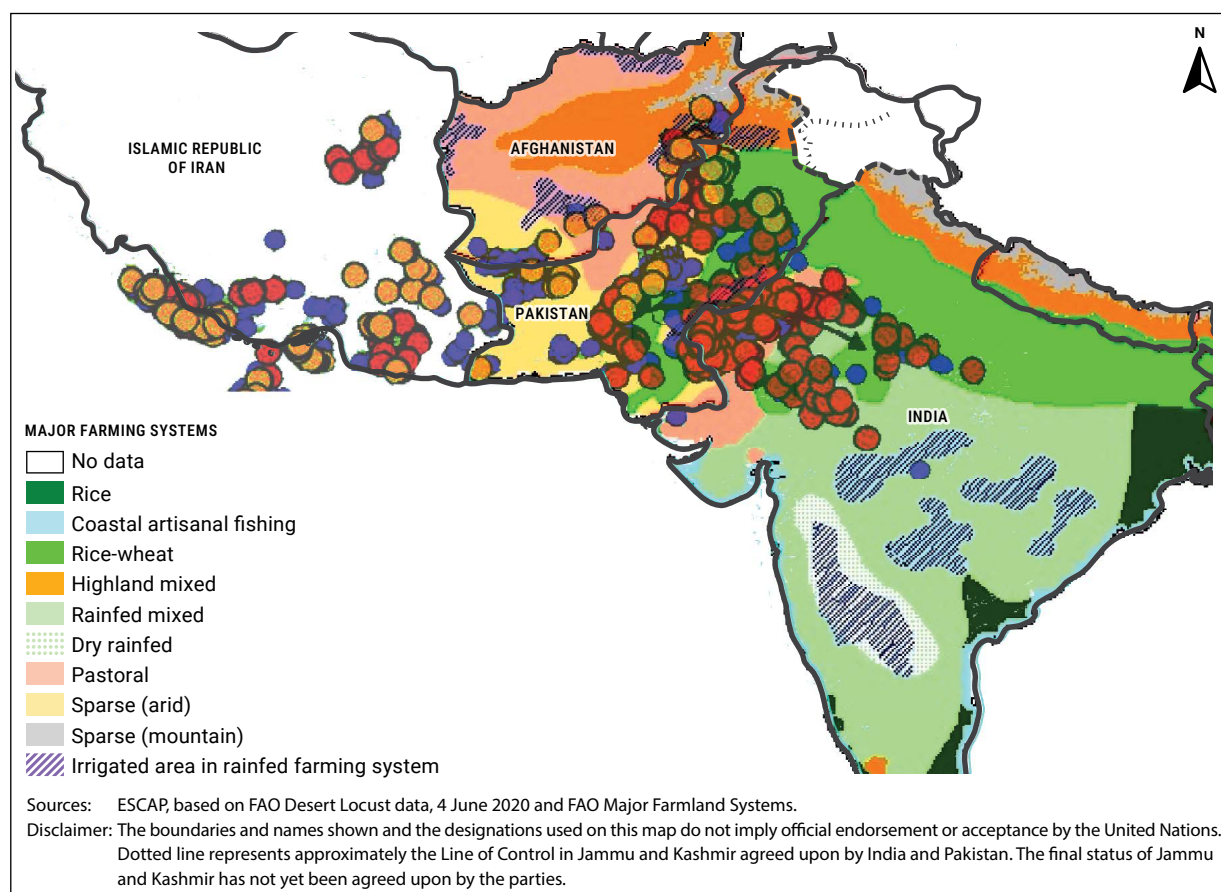 N
ISLAMIC REPUBLIC
OF IRAN
AFGHANISTAN
PAKISTAN
INDIA
MAJOR FARMING SYSTEMS
No data
Rice
Coastal artisanal fishing
Rice-wheat
Highland mixed
Rainfed mixed
Dry rainfed
Pastoral
Sparse (arid)
Sparse (mountain)
Irrigated area in rainfed farming system
Sources: ESCAP, based on FAO Desert Locust data, 4 June 2020 and FAO Major Farmland Systems.
Disclaimer: The boundaries and names shown and the designations used on this map do not imply official endorsement or acceptance by the United Nations.
Dotted line represents approximately the Line of Control in Jammu and Kashmir agreed upon by India and Pakistan. The final status of Jammu
and Kashmir has not yet been agreed upon by the parties.